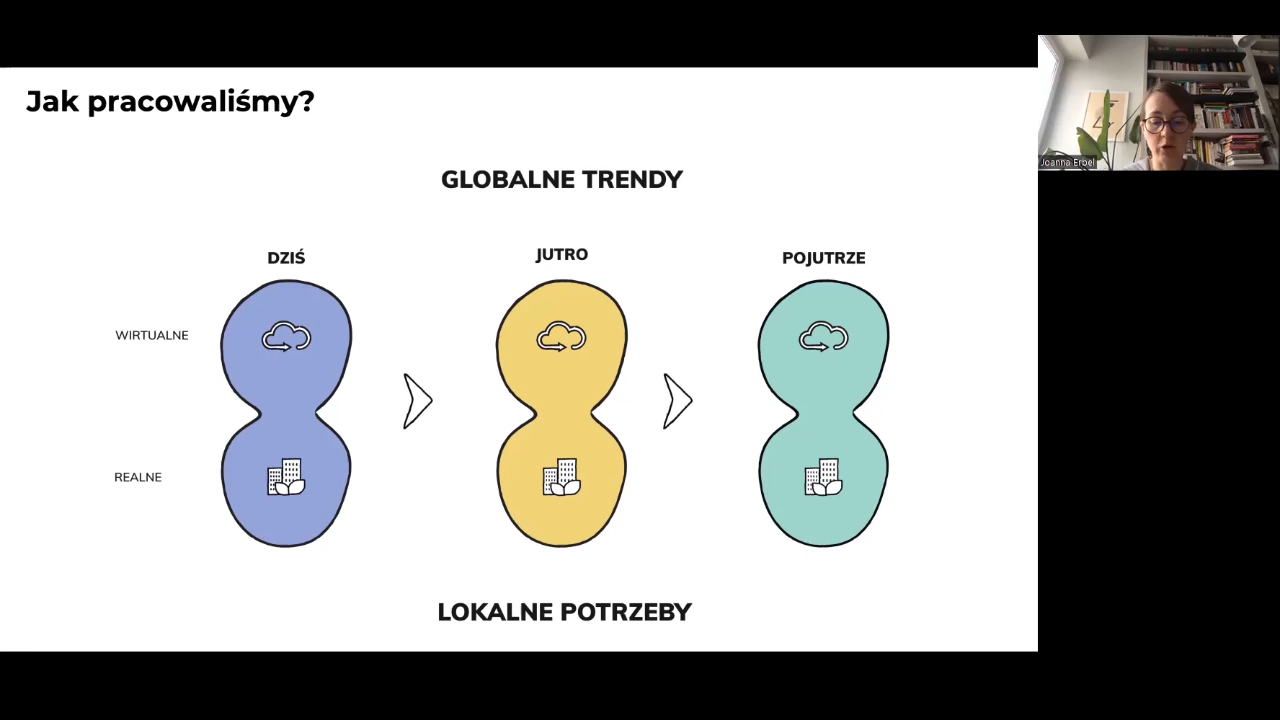 Jak pracowaliśmy?
GLOBALNE TRENDY
DZIŚ
JUTRO
POJUTRZE
WIRTUALNE
REALNE
LOKALNE POTRZEBY
Joanna Erbel